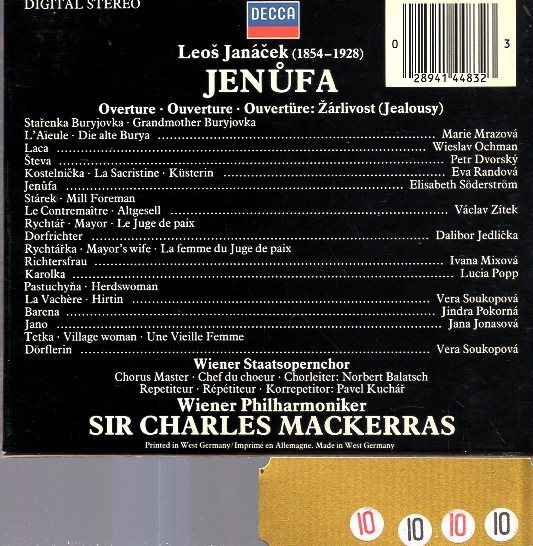 DIGITAL STEREO
DECCA
0 28941 44832 3
Leoš Janáček (1854–1928)
JENŮFA
Overture · Ouverture · Ouvertüre: Žárlivost (Jealousy)
Stařenka Buryjovka · Grandmother Buryjovka
L'Aïeule · Die alte Burya ........ Marie Mrazová
Laca ........ Wieslav Ochman
Števa ........ Petr Dvorský
Kostelnička · La Sacristine · Küsterin ........ Eva Randová
Jenůfa ........ Elisabeth Söderström
Stárek · Mill Foreman
Le Contremaître · Altgesell ........ Václav Zítek
Rychtář · Mayor · Le Juge de paix
Dorfrichter ........ Dalibor Jedlička
Rychtářka · Mayor's wife · La femme du Juge de paix
Richtersfrau ........ Ivana Mixová
Karolka ........ Lucia Popp
Pastuchyňa · Herdswoman
La Vachère · Hirtin ........ Vera Soukopová
Barena ........ Jindra Pokorná
Jano ........ Jana Jonasová
Tetka · Village woman · Une Vieille Femme
Dörflerin ........ Vera Soukopová
Wiener Staatsopernchor
Chorus Master · Chef du choeur · Chorleiter: Norbert Balatsch
Repetiteur · Répétiteur · Korrepetitor: Pavel Kuchář
Wiener Philharmoniker
SIR CHARLES MACKERRAS
Printed in West Germany/Imprimé en Allemagne. Made in West Germany
10 10 10 10